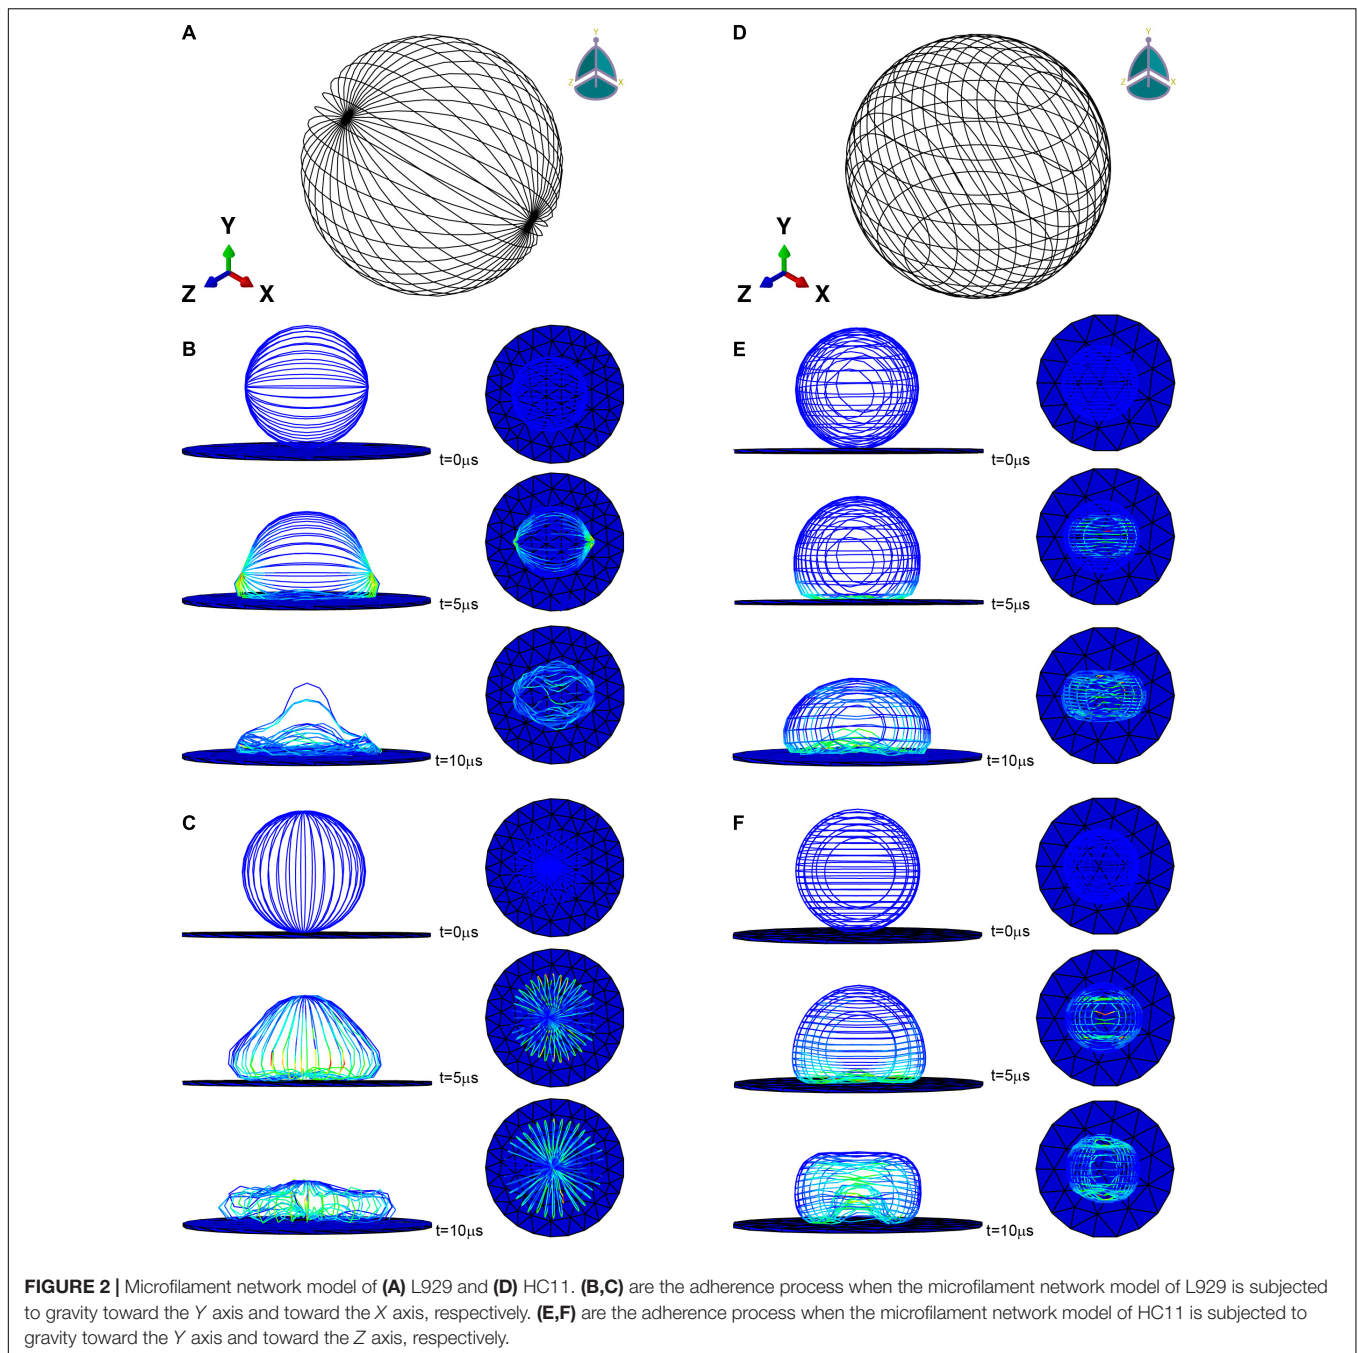 A
D
Y
Z
X
Y
Z
X
Y
Z
X
Y
Z
X
B
t=0μs
t=5μs
t=10μs
E
t=0μs
t=5μs
t=10μs
C
t=0μs
t=5μs
t=10μs
F
t=0μs
t=5μs
t=10μs
FIGURE 2 | Microfilament network model of (A) L929 and (D) HC11. (B,C) are the adherence process when the microfilament network model of L929 is subjected
to gravity toward the Y axis and toward the X axis, respectively. (E,F) are the adherence process when the microfilament network model of HC11 is subjected to
gravity toward the Y axis and toward the Z axis, respectively.